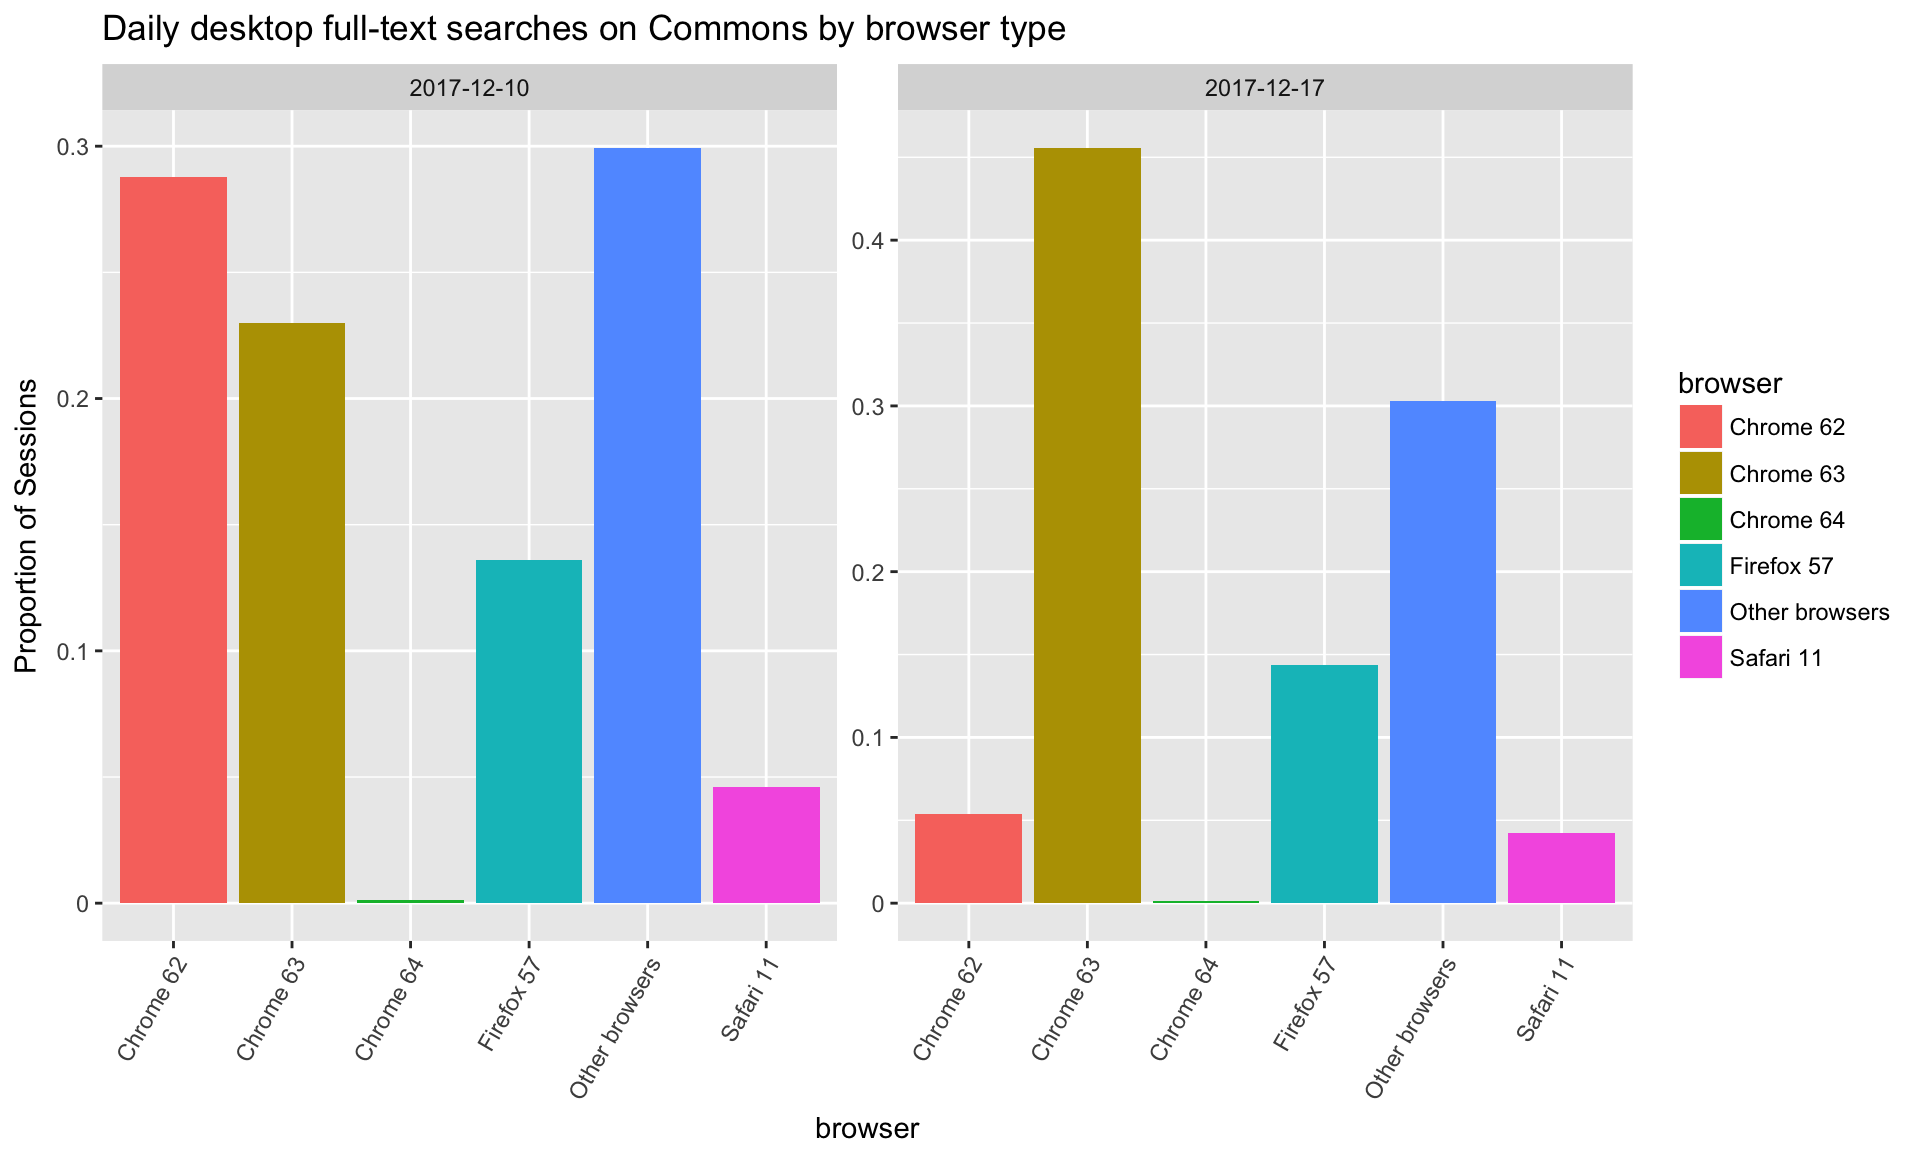 Daily desktop full-text searches on Commons by browser type
2017-12-10
2017-12-17
Proportion of Sessions
0.3
0.2
0.1
0
0.4
0.3
0.2
0.1
0
Chrome 62
Chrome 63
Chrome 64
Firefox 57
Other browsers
Safari 11
Chrome 62
Chrome 63
Chrome 64
Firefox 57
Other browsers
Safari 11
browser
browser
Chrome 62
Chrome 63
Chrome 64
Firefox 57
Other browsers
Safari 11